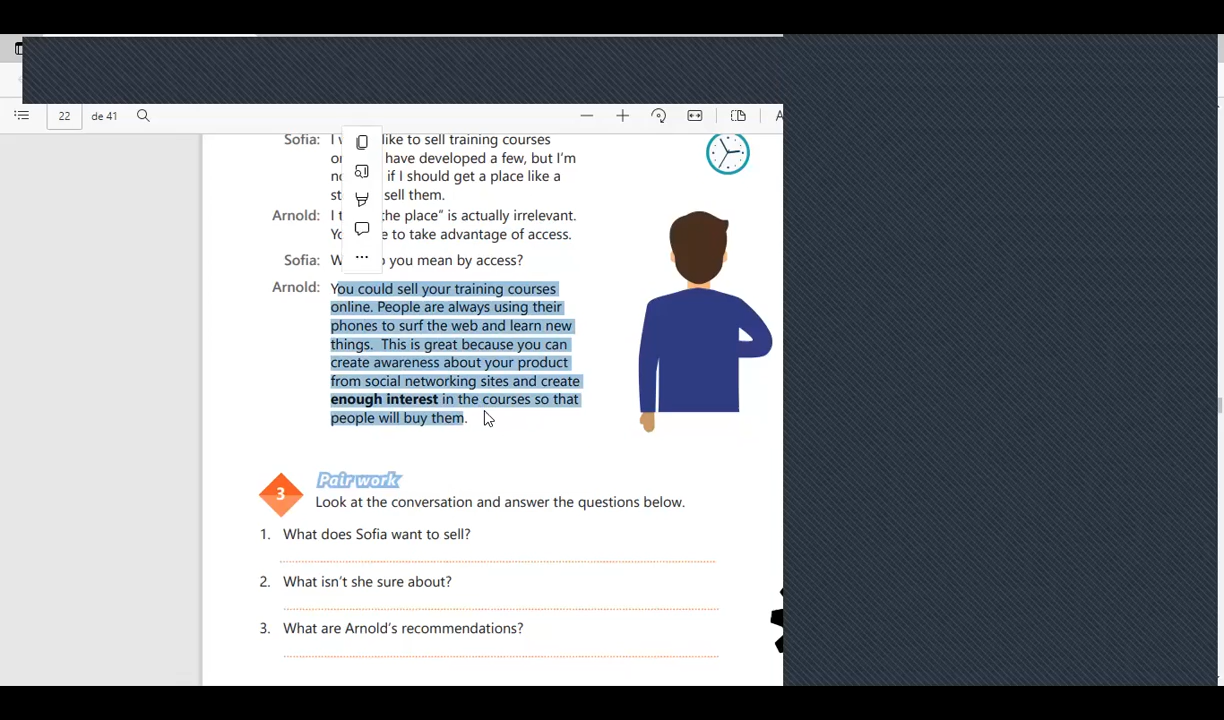 22 de 41
Sofia: I w like to sell training courses
or have developed a few, but I'm
no if I should get a place like a
st sell them.
Arnold: I t the place" is actually irrelevant.
Yo e to take advantage of access.
Sofia: W o you mean by access?
Arnold: You could sell your training courses
online. People are always using their
phones to surf the web and learn new
things. This is great because you can
create awareness about your product
from social networking sites and create
enough interest in the courses so that
people will buy them.
3 Pair work
Look at the conversation and answer the questions below.
1. What does Sofia want to sell?
2. What isn't she sure about?
3. What are Arnold's recommendations?